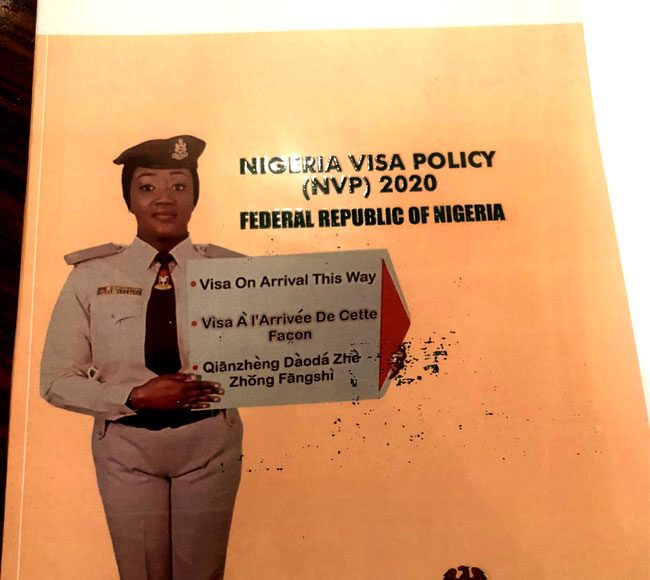 NIGERIA VISA POLICY
(NVP) 2020
FEDERAL REPUBLIC OF NIGERIA
• Visa On Arrival This Way
• Visa À l'Arrivée De Cette
Façon
• Qiānzhèng Dàodá Zhè
Zhǒng Fāngshì